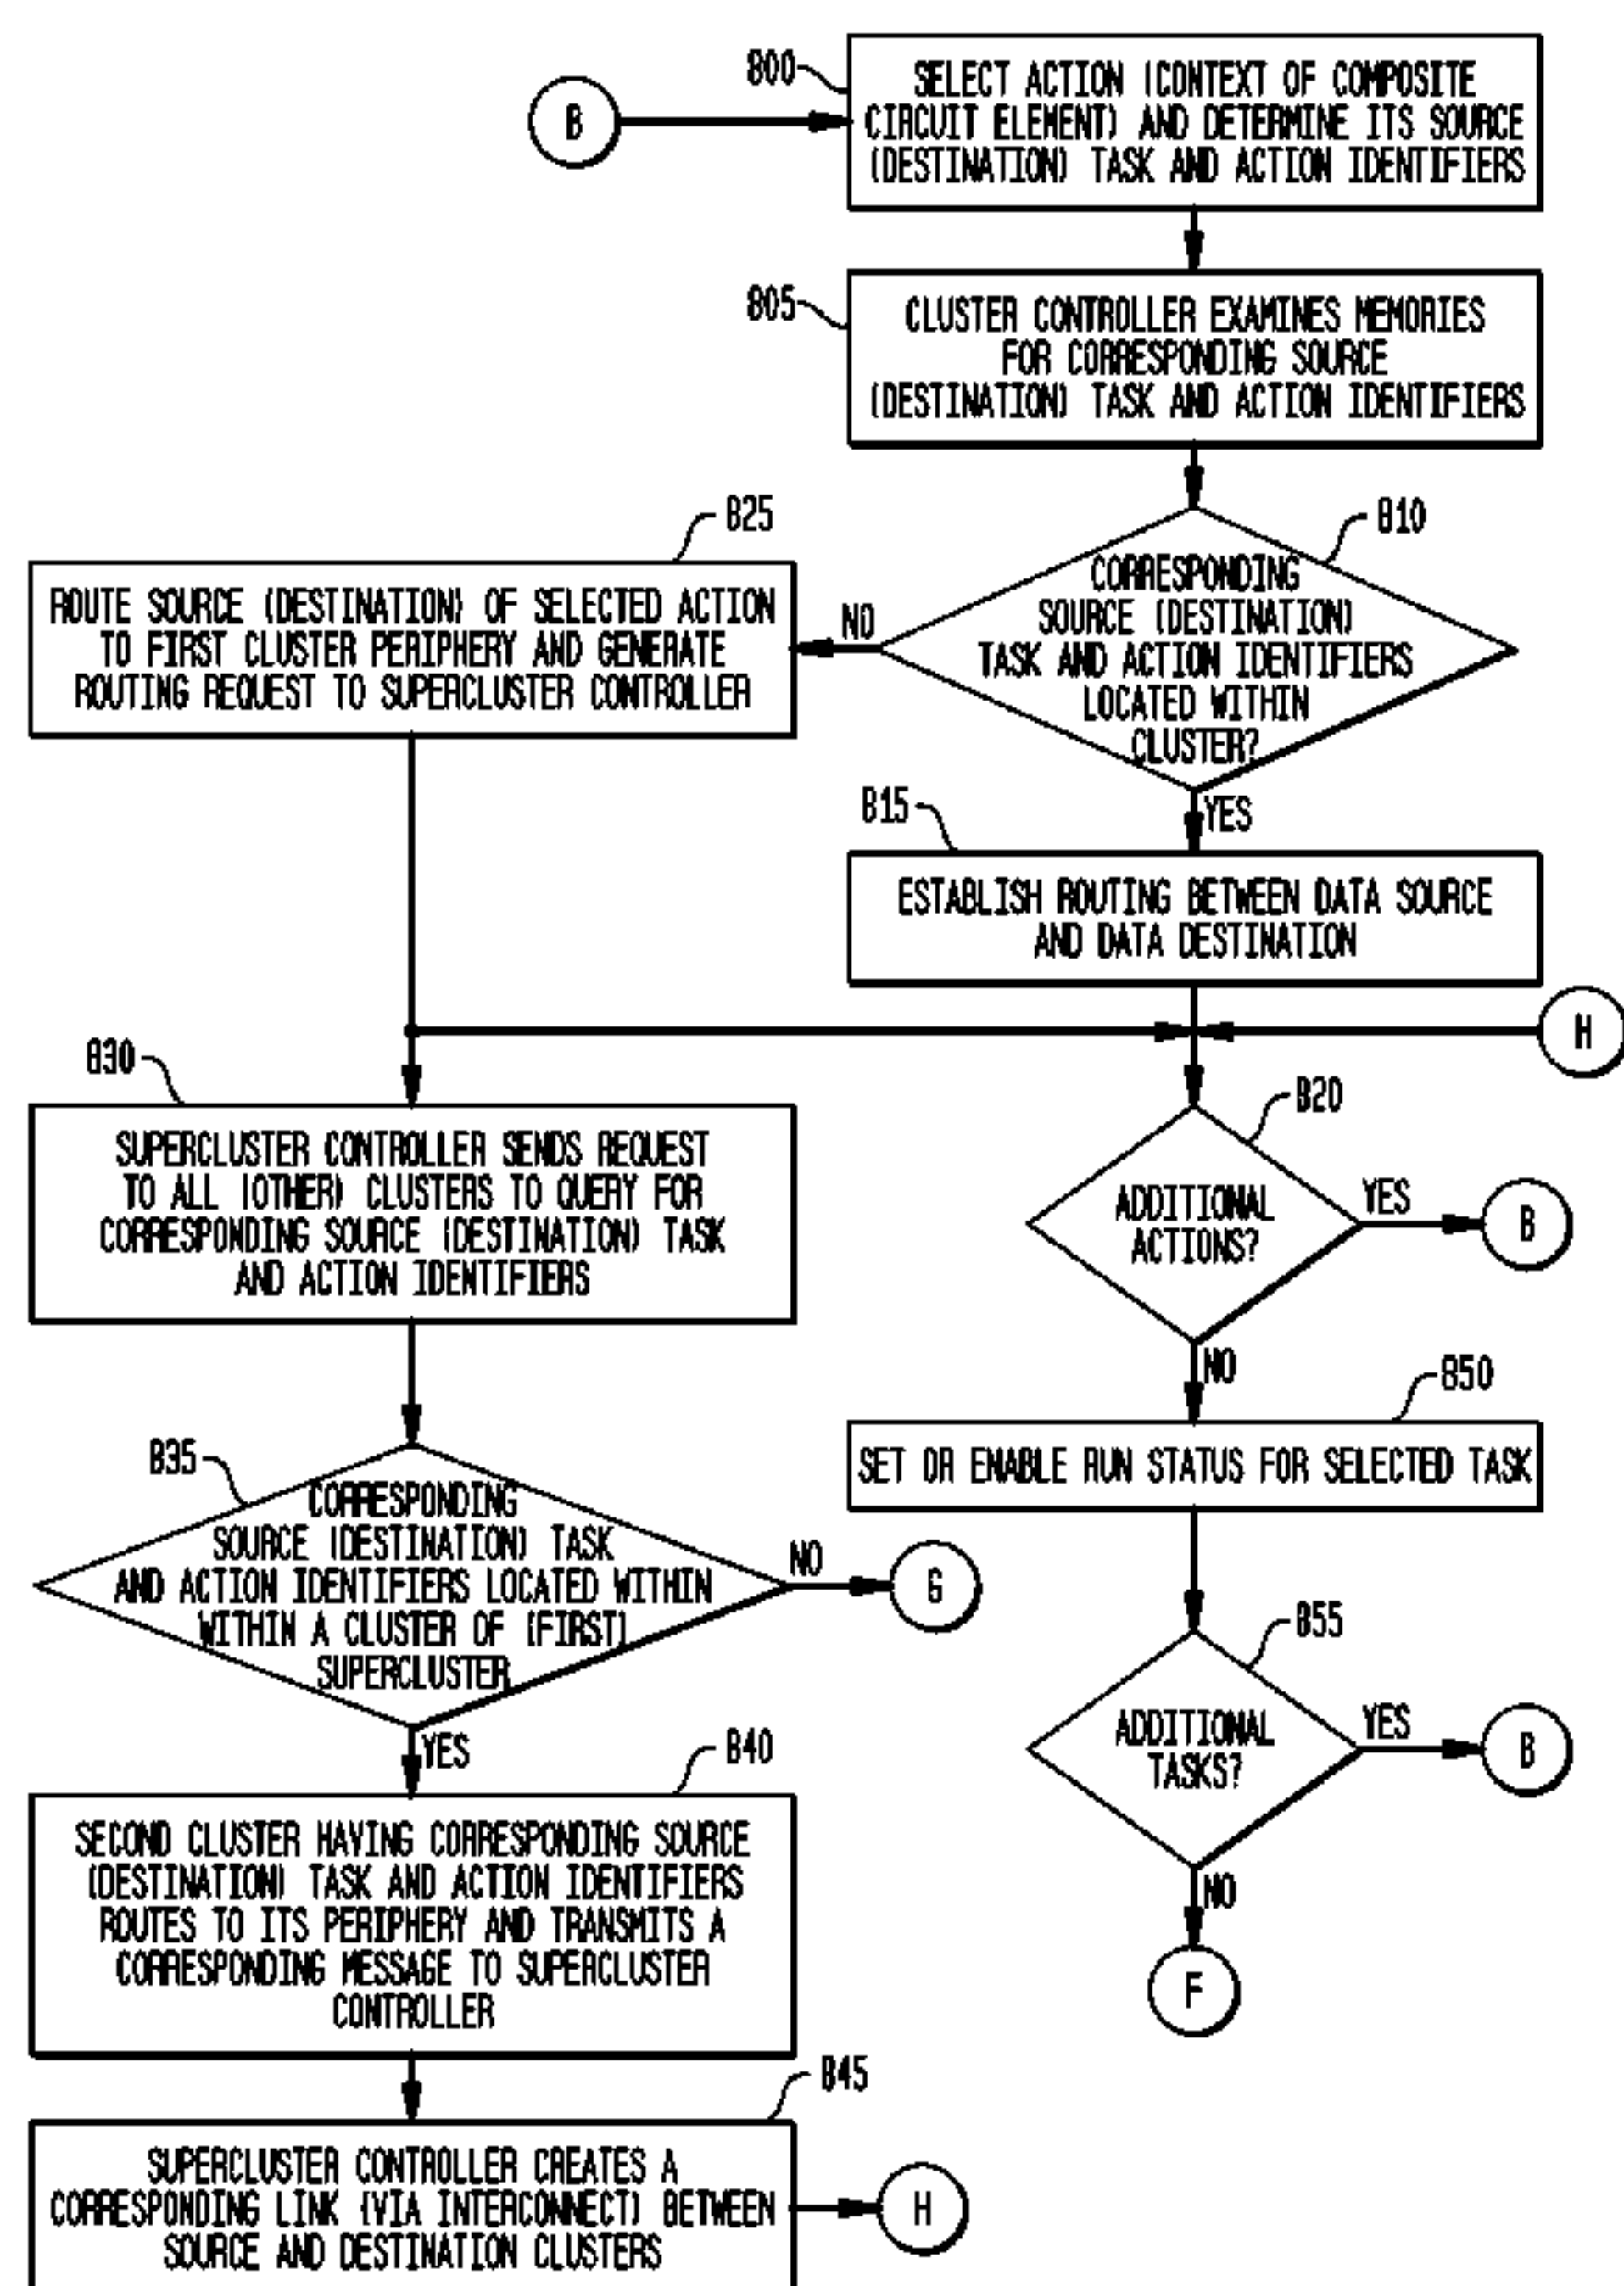 B
800
SELECT ACTION (CONTEXT OF COMPOSITE
CIRCUIT ELEMENT) AND DETERMINE ITS SOURCE
(DESTINATION) TASK AND ACTION IDENTIFIERS
805
CLUSTER CONTROLLER EXAMINES MEMORIES
FOR CORRESPONDING SOURCE
(DESTINATION) TASK AND ACTION IDENTIFIERS
810
CORRESPONDING
SOURCE (DESTINATION)
TASK AND ACTION IDENTIFIERS
LOCATED WITHIN
CLUSTER?
NO
YES
825
ROUTE SOURCE (DESTINATION) OF SELECTED ACTION
TO FIRST CLUSTER PERIPHERY AND GENERATE
ROUTING REQUEST TO SUPERCLUSTER CONTROLLER
815
ESTABLISH ROUTING BETWEEN DATA SOURCE
AND DATA DESTINATION
H
830
SUPERCLUSTER CONTROLLER SENDS REQUEST
TO ALL (OTHER) CLUSTERS TO QUERY FOR
CORRESPONDING SOURCE (DESTINATION) TASK
AND ACTION IDENTIFIERS
820
ADDITIONAL
ACTIONS?
YES
B
NO
850
SET OR ENABLE RUN STATUS FOR SELECTED TASK
835
CORRESPONDING
SOURCE (DESTINATION) TASK
AND ACTION IDENTIFIERS LOCATED WITHIN
WITHIN A CLUSTER OF (FIRST)
SUPERCLUSTER
NO
G
YES
855
ADDITIONAL
TASKS?
YES
B
NO
F
840
SECOND CLUSTER HAVING CORRESPONDING SOURCE
(DESTINATION) TASK AND ACTION IDENTIFIERS
ROUTES TO ITS PERIPHERY AND TRANSMITS A
CORRESPONDING MESSAGE TO SUPERCLUSTER
CONTROLLER
845
SUPERCLUSTER CONTROLLER CREATES A
CORRESPONDING LINK (VIA INTERCONNECT) BETWEEN
SOURCE AND DESTINATION CLUSTERS
H